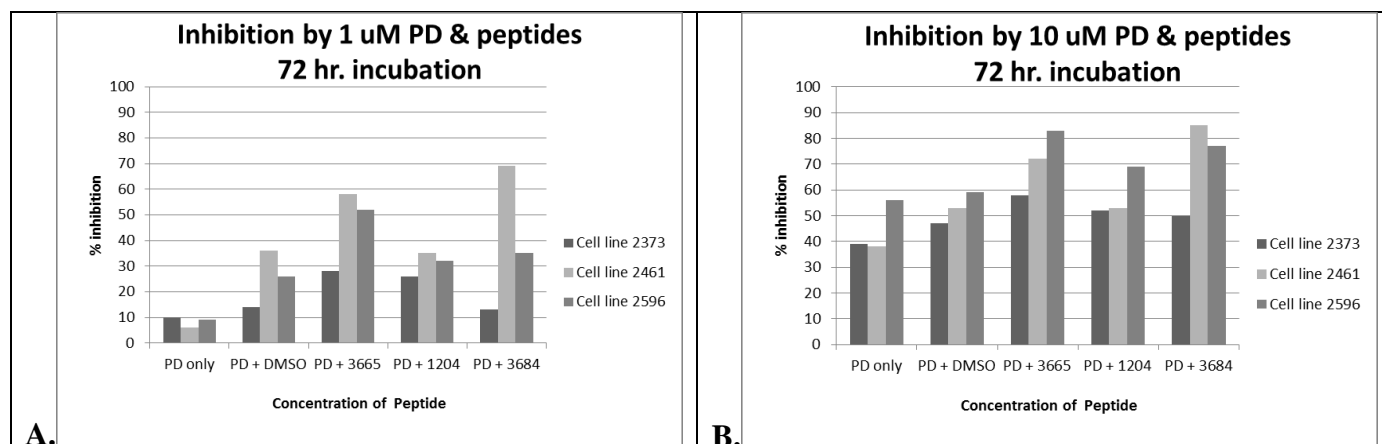 Inhibition by 1 uM PD & peptides
72 hr. incubation
100
90
80
70
60
50
40
30
20
10
0
% inhibition
PD only PD + DMSO PD + 3665 PD + 1204 PD + 3684
Concentration of Peptide
Cell line 2373
Cell line 2461
Cell line 2596
A.
Inhibition by 10 uM PD & peptides
72 hr. incubation
100
90
80
70
60
50
40
30
20
10
0
% inhibition
PD only PD + DMSO PD + 3665 PD + 1204 PD + 3684
Concentration of Peptide
Cell line 2373
Cell line 2461
Cell line 2596
B.